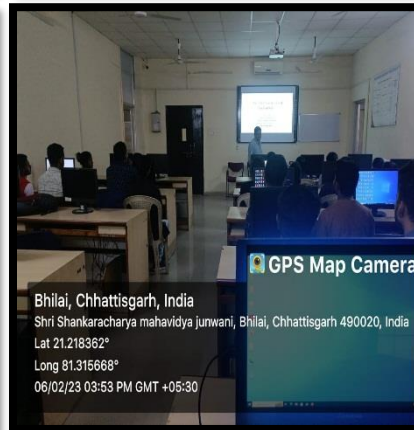 GPS Map Camera
Bhilai, Chhattisgarh, India
Shri Shankaracharya mahavidya junwani, Bhilai, Chhattisgarh 490020, India
Lat 21.218362°
Long 81.315668°
06/02/23 03:53 PM GMT +05:30